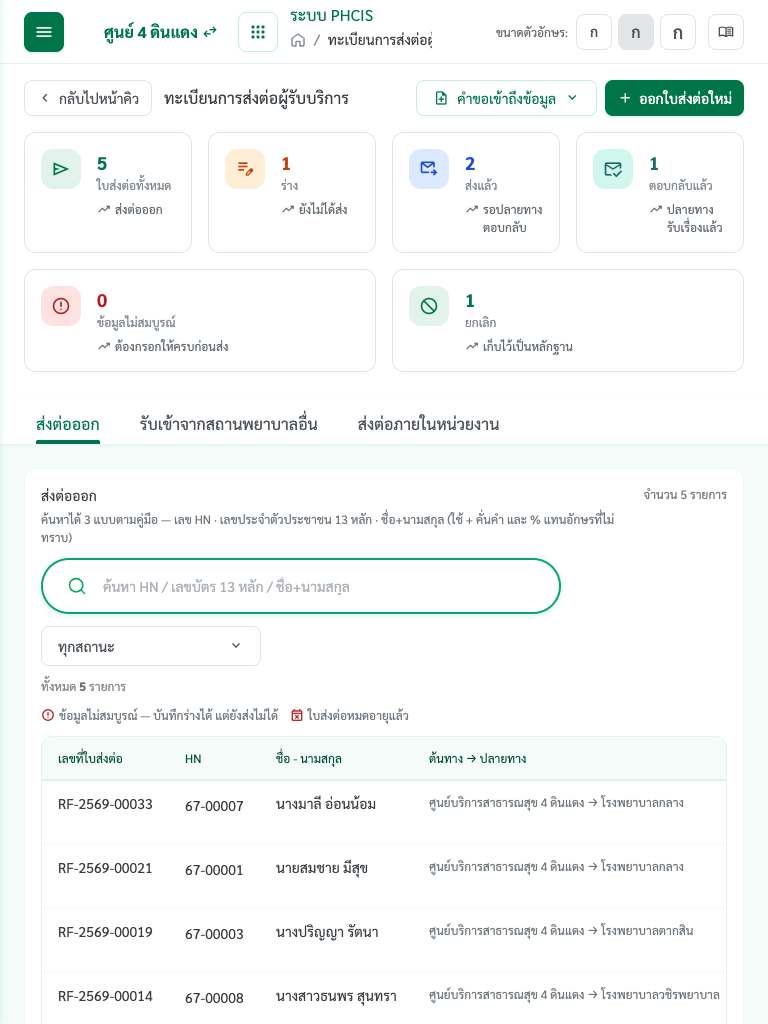 ศูนย์ 4 ดินแดง
ระบบ PHCIS
/ ทะเบียนการส่งต่อ
ขนาดตัวอักษร: ก ก ก
กลับไปหน้าคิว
ทะเบียนการส่งต่อผู้รับบริการ
คำขอเข้าถึงข้อมูล
ออกใบส่งต่อใหม่
5
ใบส่งต่อทั้งหมด
ส่งต่อออก
1
ร่าง
ยังไม่ได้ส่ง
2
ส่งแล้ว
รอปลายทาง
ตอบกลับ
1
ตอบกลับแล้ว
ปลายทาง
รับเรื่องแล้ว
0
ข้อมูลไม่สมบูรณ์
ต้องกรอกให้ครบก่อนส่ง
1
ยกเลิก
เก็บไว้เป็นหลักฐาน
ส่งต่อออก รับเข้าจากสถานพยาบาลอื่น ส่งต่อภายในหน่วยงาน
ส่งต่อออก
จำนวน 5 รายการ
ค้นหาได้ 3 แบบตามคู่มือ — เลข HN · เลขประจำตัวประชาชน 13 หลัก · ชื่อ+นามสกุล (ใช้ + คั่นคำ และ % แทนอักษรที่ไม่
ทราบ)
ค้นหา HN / เลขบัตร 13 หลัก / ชื่อ+นามสกุล
ทุกสถานะ
ทั้งหมด 5 รายการ
ข้อมูลไม่สมบูรณ์ — บันทึกร่างได้ แต่ยังส่งไม่ได้ ใบส่งต่อหมดอายุแล้ว
เลขที่ใบส่งต่อ HN ชื่อ - นามสกุล ต้นทาง → ปลายทาง
RF-2569-00033 67-00007 นางมาลี อ่อนน้อม ศูนย์บริการสาธารณสุข 4 ดินแดง → โรงพยาบาลกลาง
RF-2569-00021 67-00001 นายสมชาย มีสุข ศูนย์บริการสาธารณสุข 4 ดินแดง → โรงพยาบาลกลาง
RF-2569-00019 67-00003 นางปริญญา รัตนา ศูนย์บริการสาธารณสุข 4 ดินแดง → โรงพยาบาลตากสิน
RF-2569-00014 67-00008 นางสาวธนพร สุนทรา ศูนย์บริการสาธารณสุข 4 ดินแดง → โรงพยาบาลวชิรพยาบาล